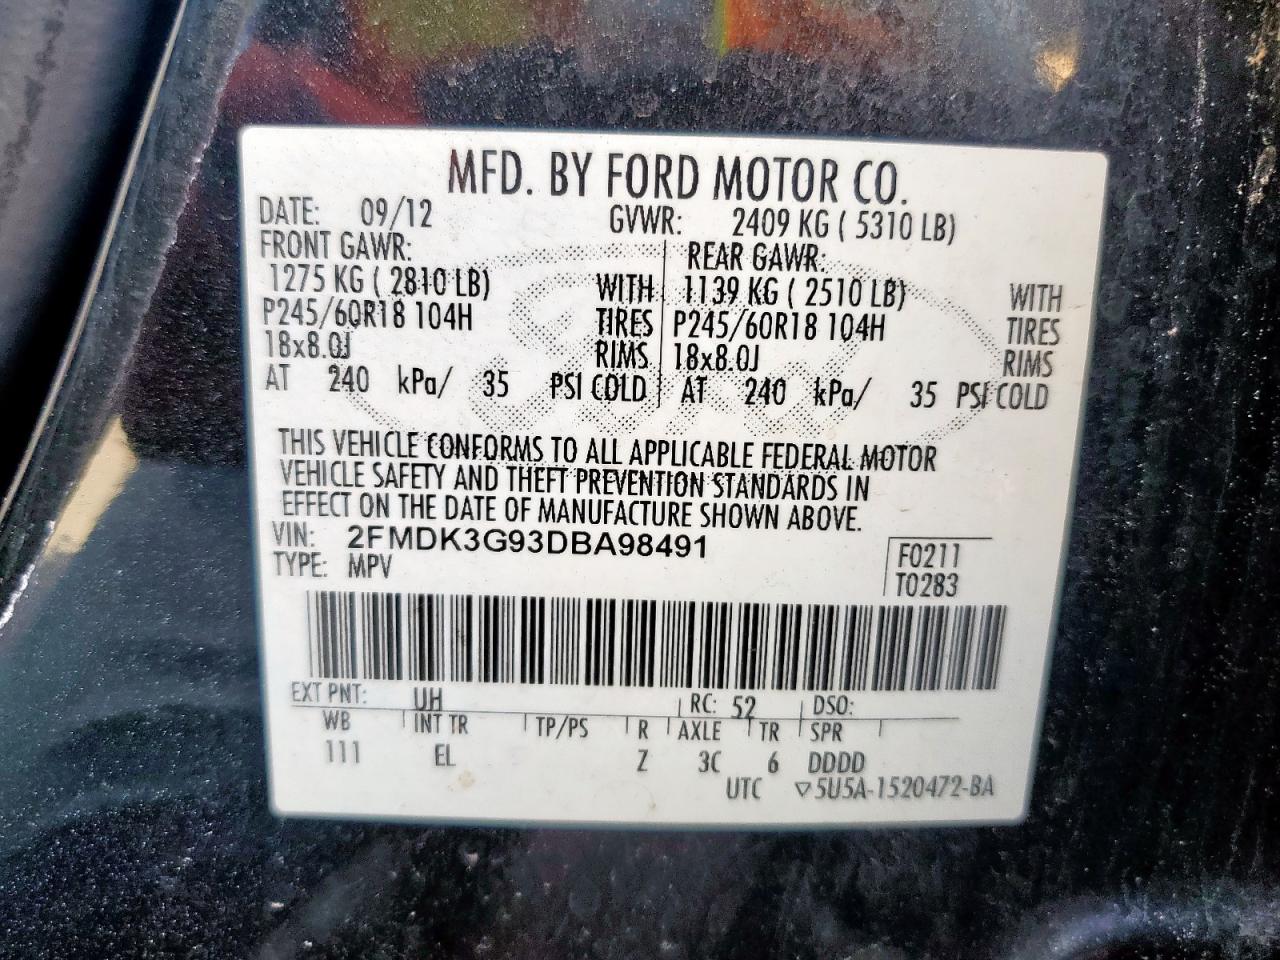 MFD. BY FORD MOTOR CO.
DATE: 09/12 GVWR: 2409 KG ( 5310 LB)
FRONT GAWR: REAR GAWR:
1275 KG ( 2810 LB) WITH 1139 KG ( 2510 LB) WITH
P245/60R18 104H TIRES P245/60R18 104H TIRES
18x8.0J RIMS 18x8.0J RIMS
AT 240 kPa/ 35 PSI COLD AT 240 kPa/ 35 PSI COLD
THIS VEHICLE CONFORMS TO ALL APPLICABLE FEDERAL MOTOR
VEHICLE SAFETY AND THEFT PREVENTION STANDARDS IN
EFFECT ON THE DATE OF MANUFACTURE SHOWN ABOVE.
VIN: 2FMDK3G93DBA98491 F0211
TYPE: MPV T0283
EXT PNT: UH RC: 52 DSO:
WB INT TR TP/PS R AXLE TR SPR
111 EL Z 3C 6 DDDD
UTC ▽5U5A-1520472-BA